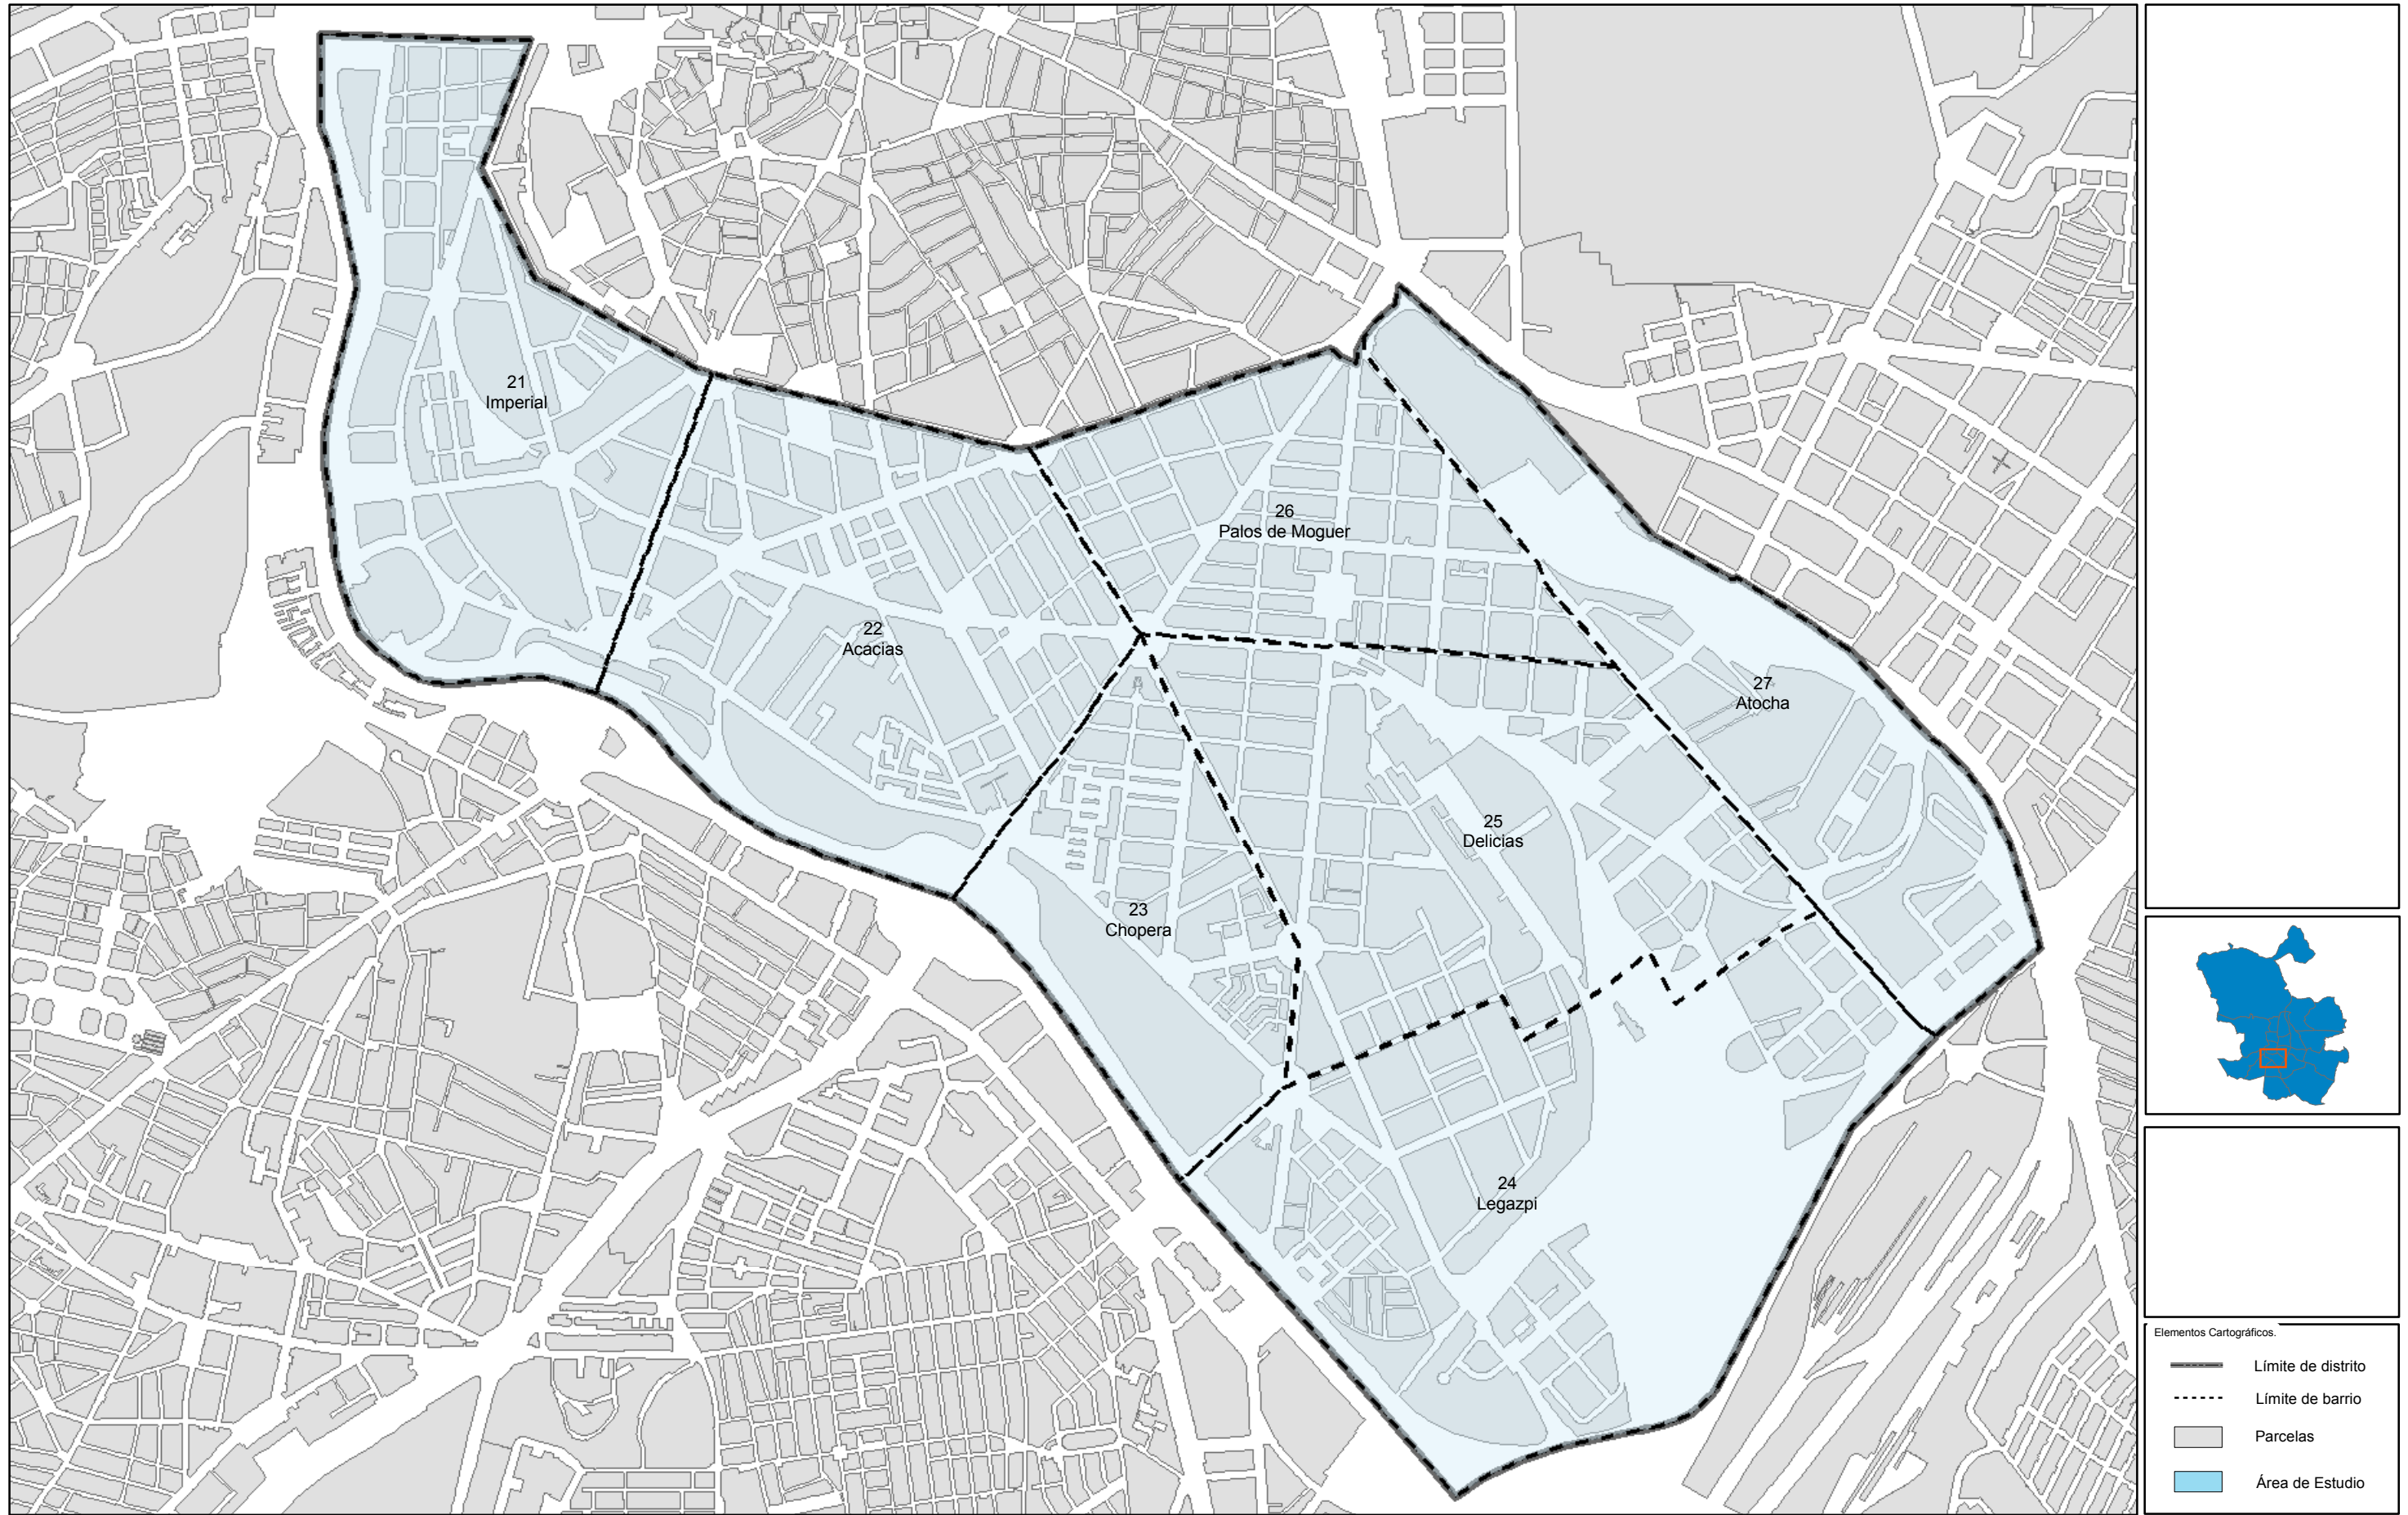 21
Imperial
26
Palos de Moguer
22
Acacias
27
Atocha
25
Delicias
23
Chopera
24
Legazpi
Elementos Cartográficos.
Límite de distrito
Límite de barrio
Parcelas
Área de Estudio